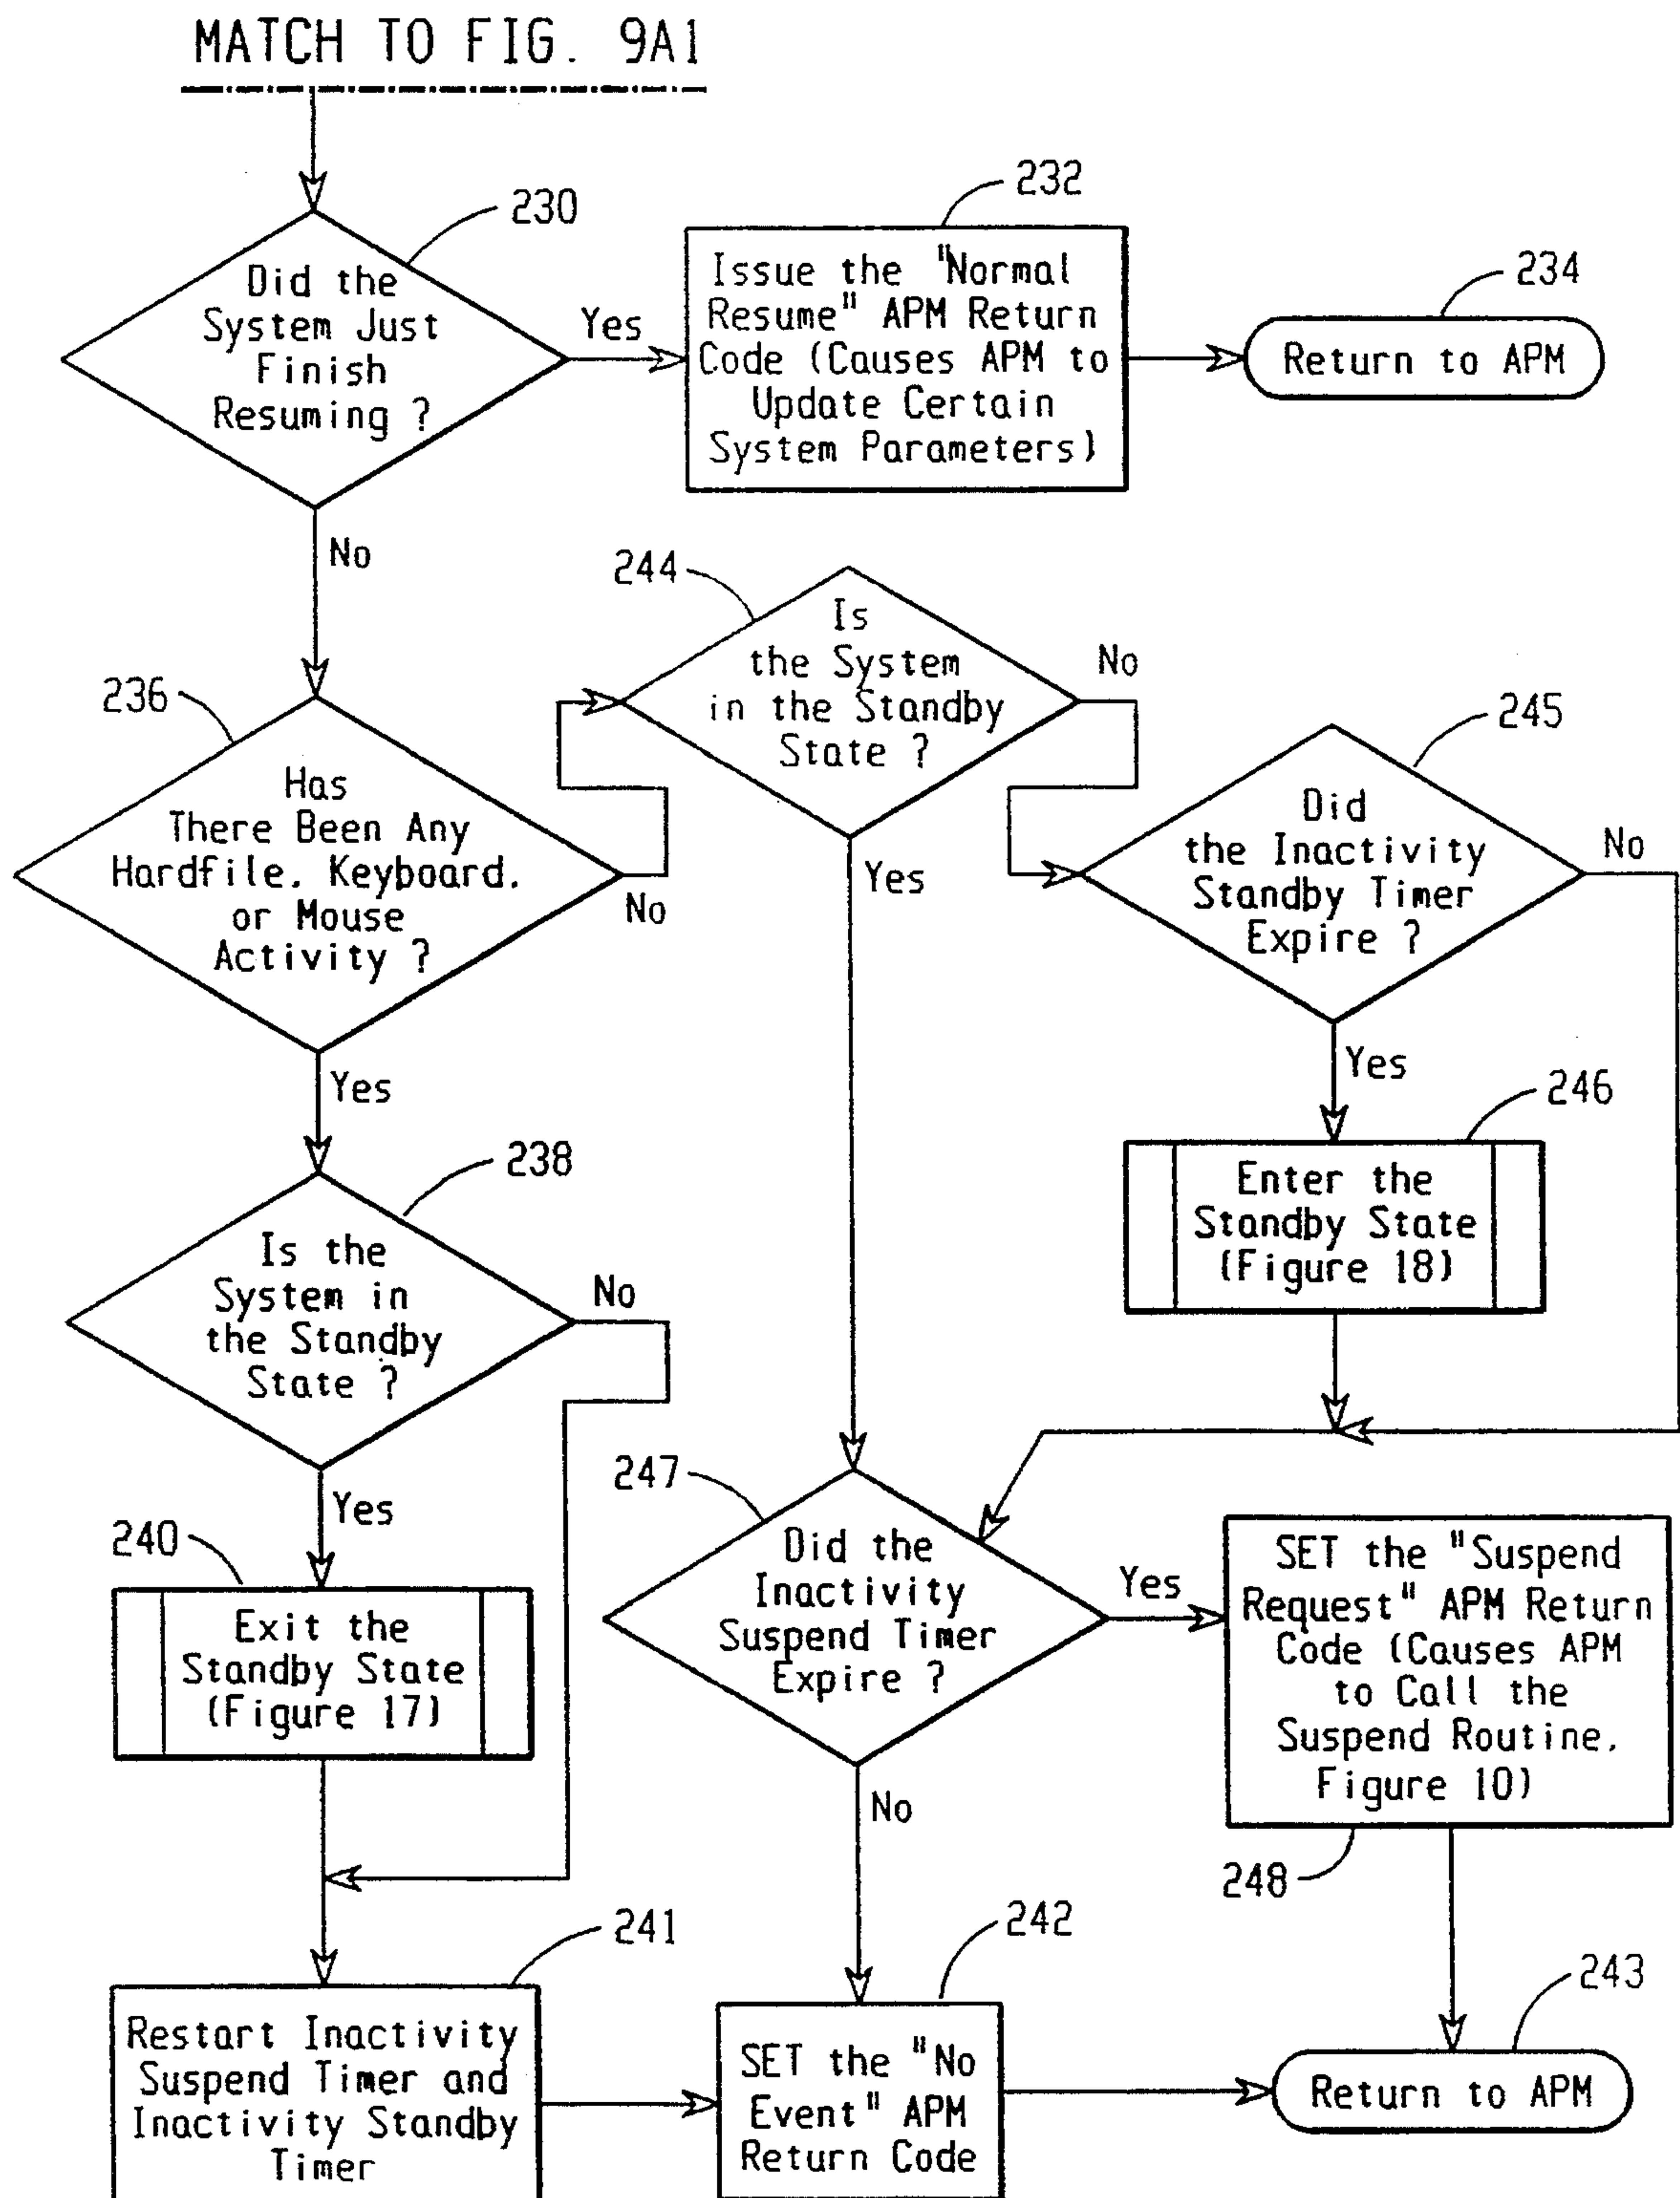 MATCH TO FIG. 9A1
230
Did the
System Just
Finish
Resuming ?
Yes
No
232
Issue the "Normal
Resume" APM Return
Code (Causes APM to
Update Certain
System Parameters)
234
Return to APM
236
Has
There Been Any
Hardfile, Keyboard,
or Mouse
Activity ?
No
Yes
244
Is
the System
in the Standby
State ?
No
Yes
245
Did
the Inactivity
Standby Timer
Expire ?
No
Yes
246
Enter the
Standby State
(Figure 18)
238
Is the
System in
the Standby
State ?
No
Yes
240
Exit the
Standby State
(Figure 17)
247
Did the
Inactivity
Suspend Timer
Expire ?
Yes
No
SET the "Suspend
Request" APM Return
Code (Causes APM
to Call the
Suspend Routine,
Figure 10)
248
241
Restart Inactivity
Suspend Timer and
Inactivity Standby
Timer
242
SET the "No
Event" APM
Return Code
243
Return to APM